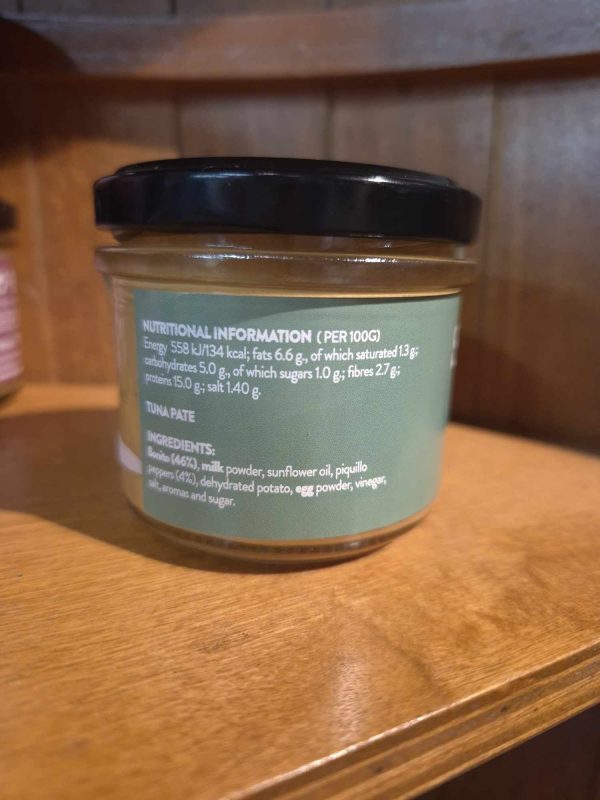 NUTRITIONAL INFORMATION ( PER 100G)
Energy 558 kJ/134 kcal; fats 6.6 g., of which saturated 1.3 g;
carbohydrates 5.0 g., of which sugars 1.0 g.; fibres 2.7 g.;
proteins 15.0 g.; salt 1.40 g.
TUNA PATE
INGREDIENTS:
Bonito (46%), milk powder, sunflower oil, piquillo
peppers (4%), dehydrated potato, egg powder, vinegar,
salt, aromas and sugar.